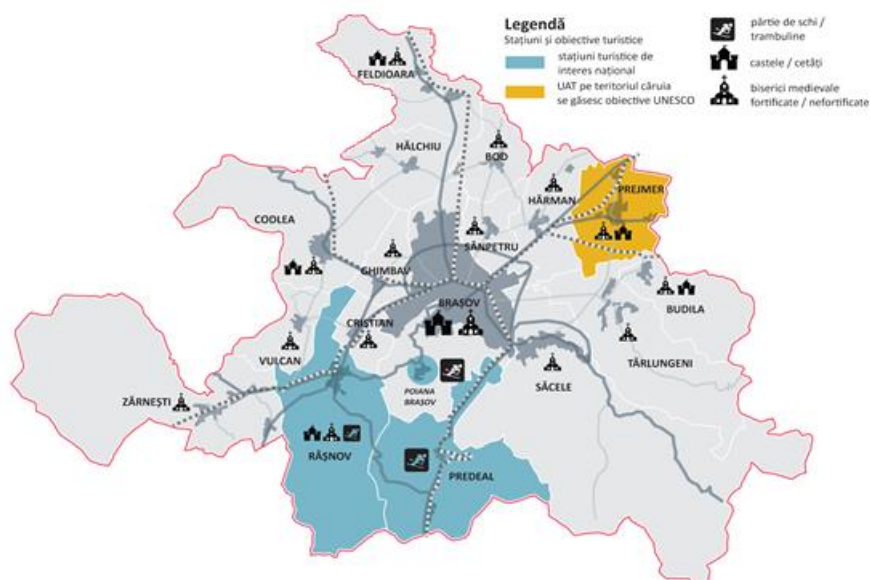 Legendă
Stațiuni și obiective turistice
stațiuni turistice de
interes național
UAT pe teritoriul căruia
se găsesc obiective UNESCO
pârtie de schi /
trambuline
castele / cetăți
biserici medievale
fortificate / nefortificate
FELDIOARA
HĂLCHIU
BOD
HĂRMAN
PREJMER
COOLEA
SÂNPETRU
GHIMBAV
BRAȘOV
BUDILA
CRISTIAN
VULCAN
TĂRLUNGENI
POIANA
BRAȘOV
SĂCELE
ZĂRNEȘTI
RÂȘNOV
PREDEAL